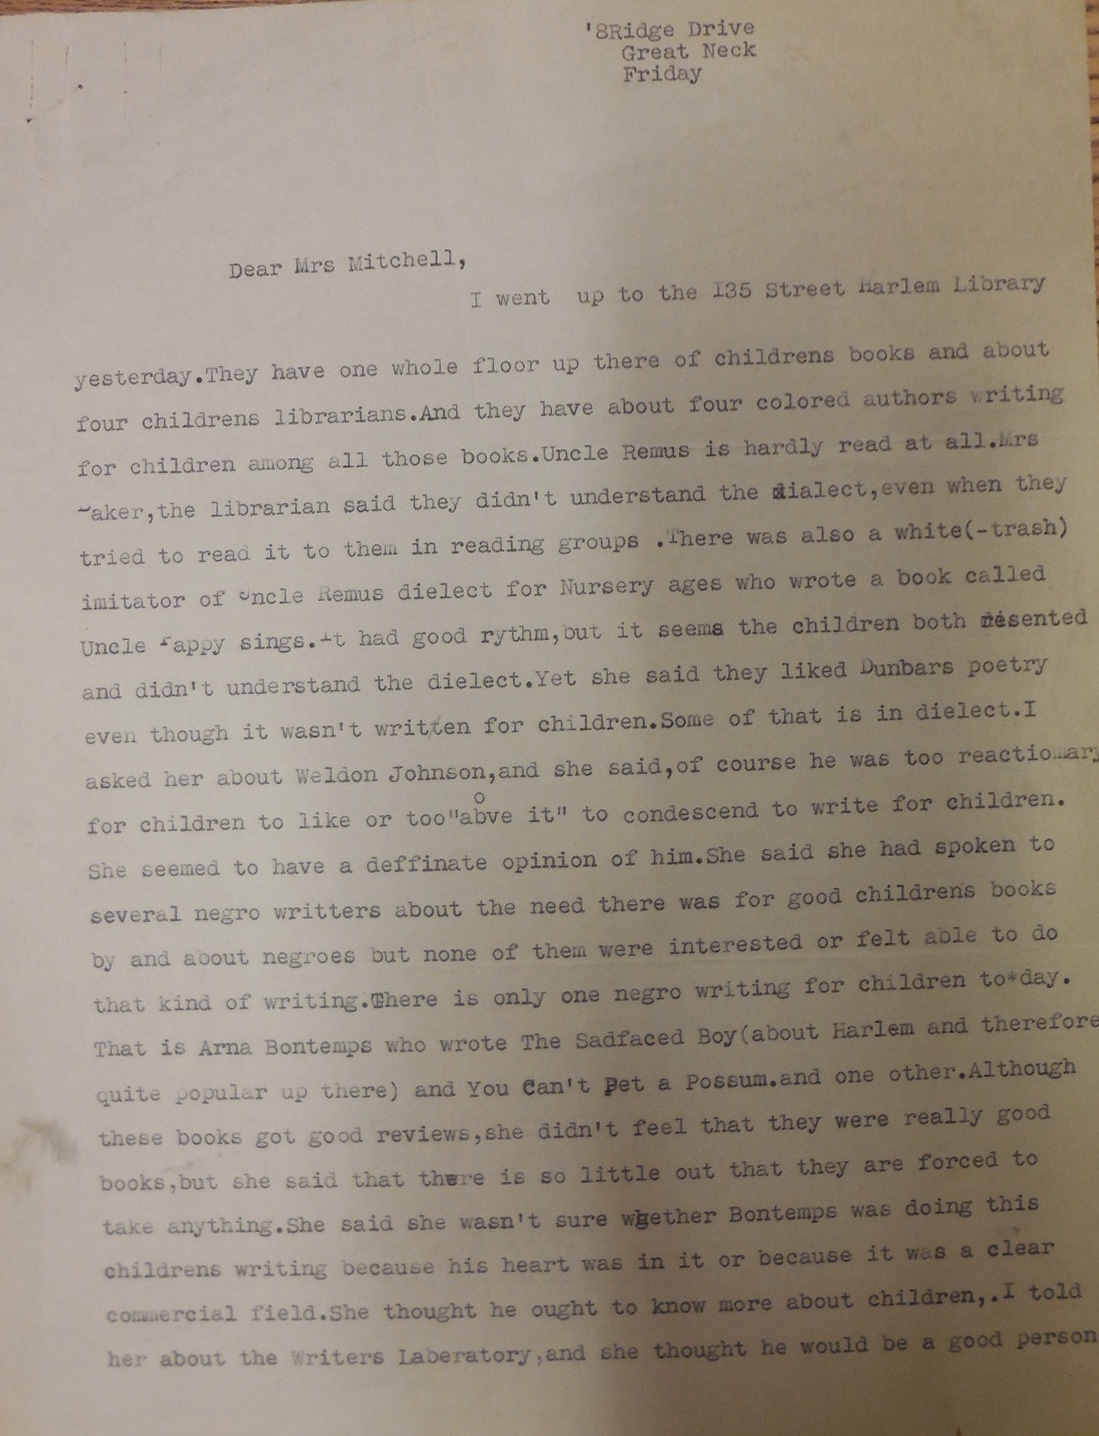 '8Ridge Drive
Great Neck
Friday
Dear Mrs Mitchell,
I went up to the I35 Street Harlem Library
yesterday.They have one whole floor up there of childrens books and about
four childrens librarians.And they have about four colored authors writing
for children among all those books.Uncle Remus is hardly read at all.Mrs
aker,the librarian said they didn't understand the dialect,even when they
tried to read it to them in reading groups .There was also a white(-trash)
imitator of Uncle Remus dielect for Nursery ages who wrote a book called
Uncle appy sings.It had good rythm,but it seems the children both resented
and didn't understand the dielect.Yet she said they liked Dunbars poetry
even though it wasn't written for children.Some of that is in dielect.I
asked her about Weldon Johnson,and she said,of course he was too reactionary
for children to like or too"above it" to condescend to write for children.
She seemed to have a deffinate opinion of him.She said she had spoken to
several negro writters about the need there was for good childrens books
by and about negroes but none of them were interested or felt able to do
that kind of writing.There is only one negro writing for children to*day.
That is Arna Bontemps who wrote The Sadfaced Boy(about Harlem and therefore
quite popular up there) and You Can't Pet a Possum.and one other.Although
these books got good reviews,she didn't feel that they were really good
books,but she said that there is so little out that they are forced to
take anything.She said she wasn't sure whether Bontemps was doing this
childrens writing because his heart was in it or because it was a clear
commercial field.She thought he ought to know more about children,.I told
her about the Writers Laberatory,and she thought he would be a good person